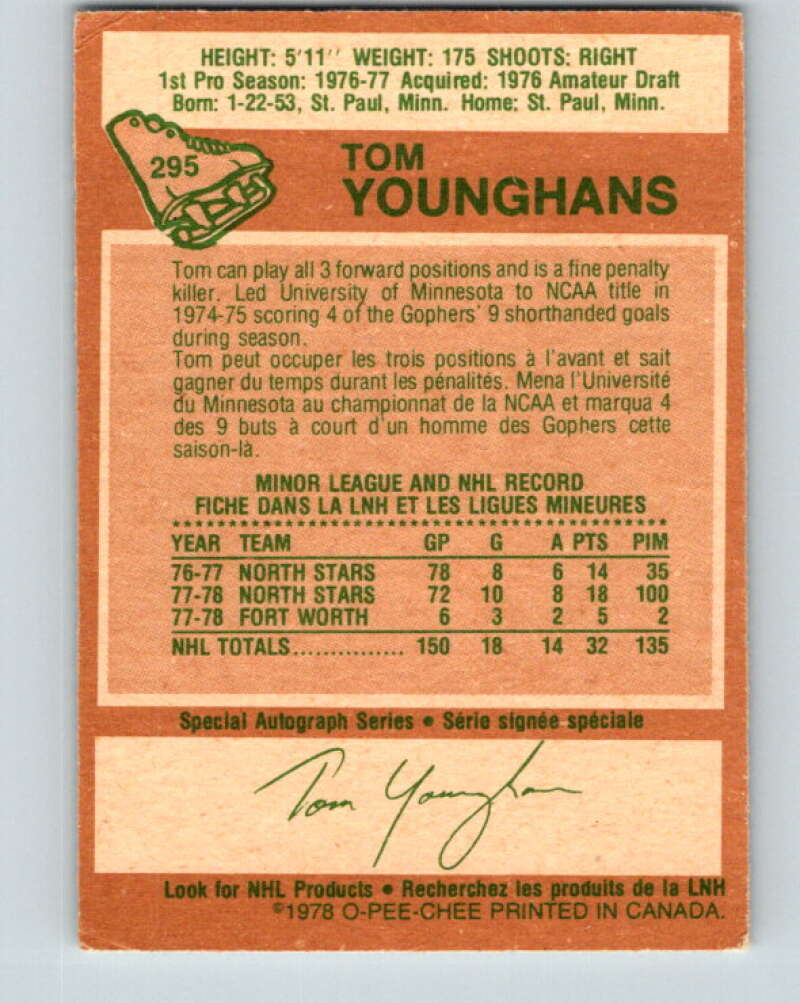 HEIGHT: 5'11'' WEIGHT: 175 SHOOTS: RIGHT
1st Pro Season: 1976-77 Acquired: 1976 Amateur Draft
Born: 1-22-53, St. Paul, Minn. Home: St. Paul, Minn.
295
TOM
YOUNGHANS
Tom can play all 3 forward positions and is a fine penalty
killer. Led University of Minnesota to NCAA title in
1974-75 scoring 4 of the Gophers' 9 shorthanded goals
during season.
Tom peut occuper les trois positions à l'avant et sait
gagner du temps durant les pénalités. Mena l'Université
du Minnesota au championnat de la NCAA et marqua 4
des 9 buts à court d'un homme des Gophers cette
saison-là.
MINOR LEAGUE AND NHL RECORD
FICHE DANS LA LNH ET LES LIGUES MINEURES
YEAR TEAM GP G A PTS PIM
76-77 NORTH STARS 78 8 6 14 35
77-78 NORTH STARS 72 10 8 18 100
77-78 FORT WORTH 6 3 2 5 2
NHL TOTALS............... 150 18 14 32 135
Special Autograph Series • Série signée spéciale
Tom Younghans
Look for NHL Products • Recherchez les produits de la LNH
©1978 O-PEE-CHEE PRINTED IN CANADA.